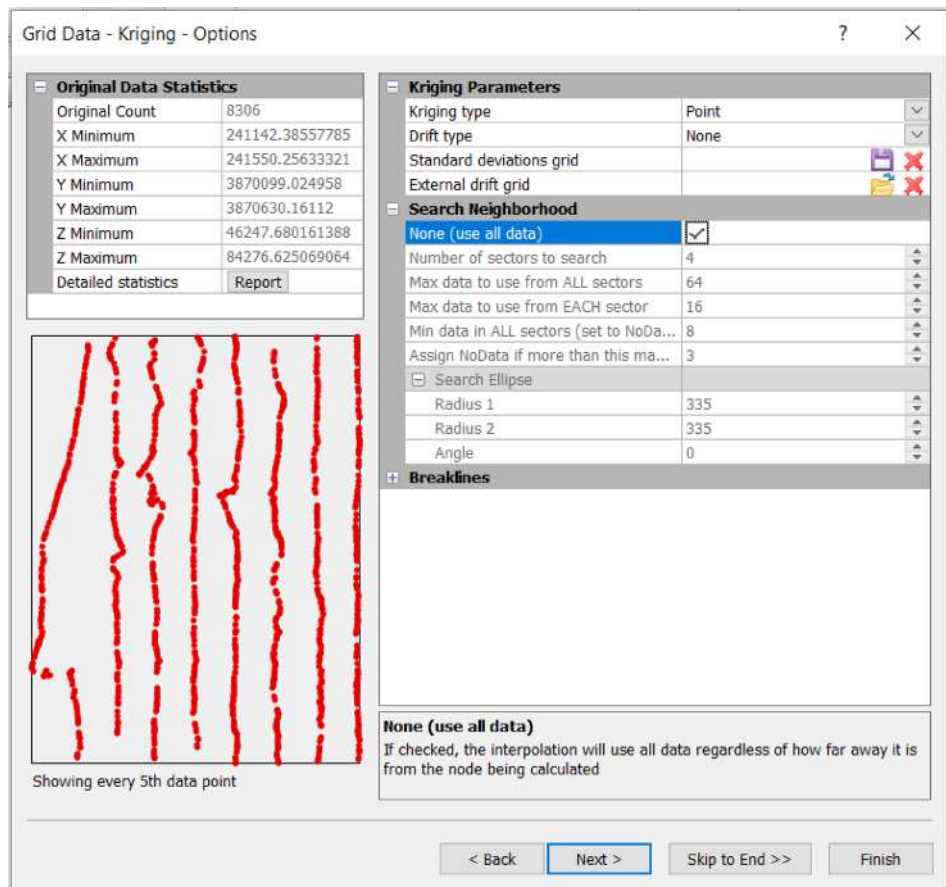 Grid Data - Kriging - Options
?
Original Data Statistics
Original Count 8306
X Minimum 241142.38557785
X Maximum 241550.25633321
Y Minimum 3870099.024958
Y Maximum 3870630.16112
Z Minimum 46247.680161388
Z Maximum 84276.625069064
Detailed statistics Report
Showing every 5th data point
Kriging Parameters
Kriging type Point
Drift type None
Standard deviations grid
External drift grid
Search Neighborhood
None (use all data)
Number of sectors to search 4
Max data to use from ALL sectors 64
Max data to use from EACH sector 16
Min data in ALL sectors (set to NoDa... 8
Assign NoData if more than this ma... 3
Search Ellipse
Radius 1 335
Radius 2 335
Angle 0
Breaklines
None (use all data)
If checked, the interpolation will use all data regardless of how far away it is
from the node being calculated
< Back Next > Skip to End >> Finish